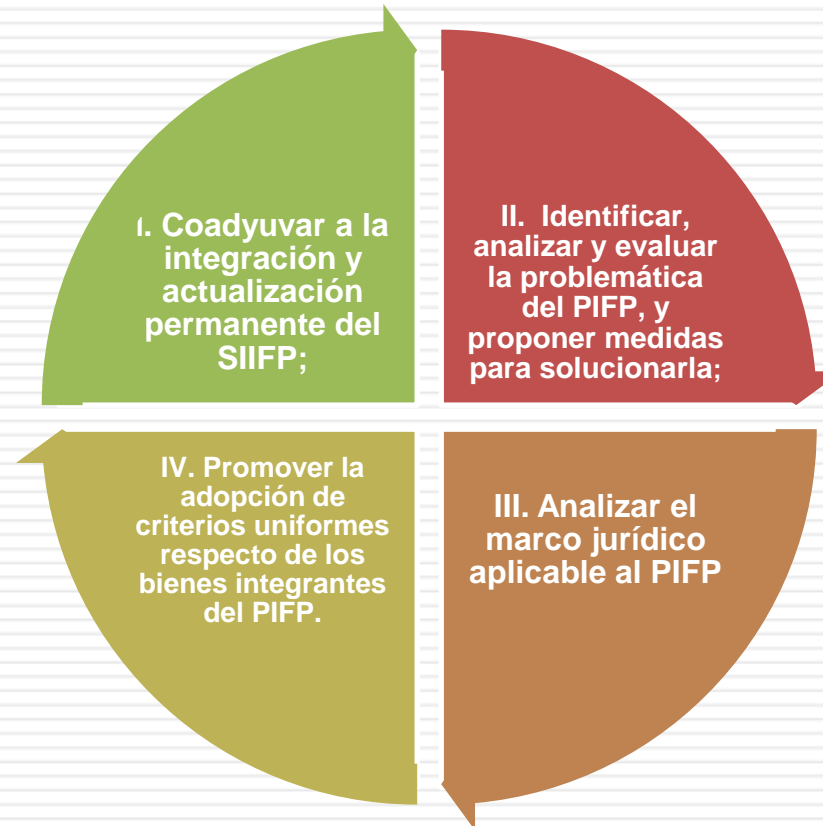 I. Coadyuvar a la
integración y
actualización
permanente del
SIIFP;
II. Identificar,
analizar y evaluar
la problemática
del PIFP, y
proponer medidas
para solucionarla;
III. Analizar el
marco jurídico
aplicable al PIFP
IV. Promover la
adopción de
criterios uniformes
respecto de los
bienes integrantes
del PIFP.